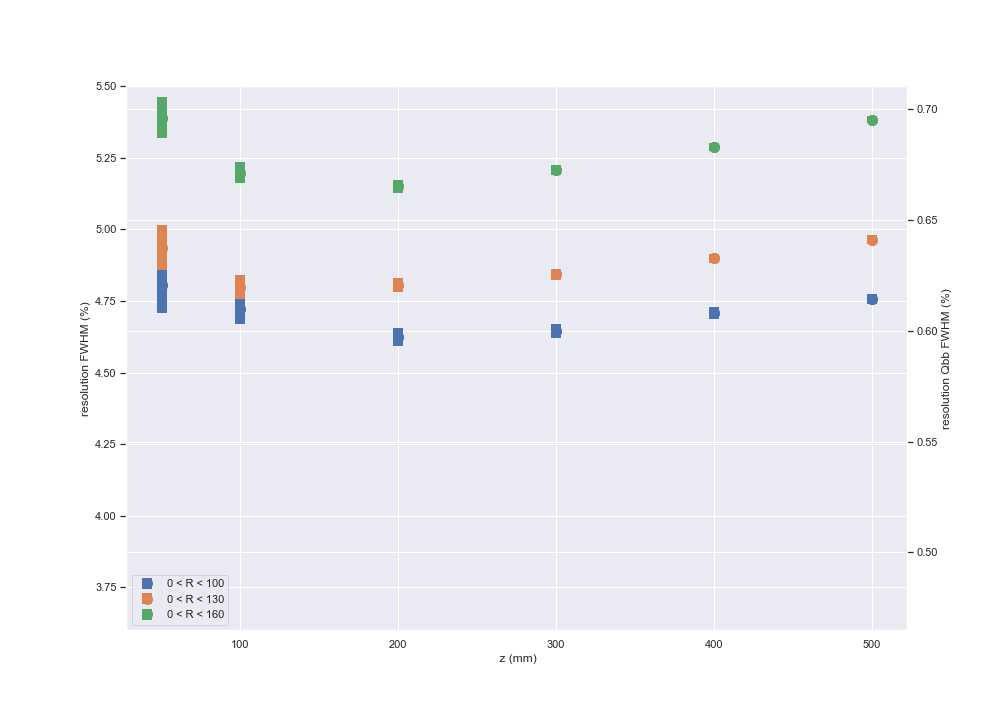 5.50
5.25
5.00
4.75
4.50
4.25
4.00
3.75
resolution FWHM (%)
0.70
0.65
0.60
0.55
0.50
resolution Qbb FWHM (%)
0 < R < 100
0 < R < 130
0 < R < 160
100 200 300 400 500
z (mm)